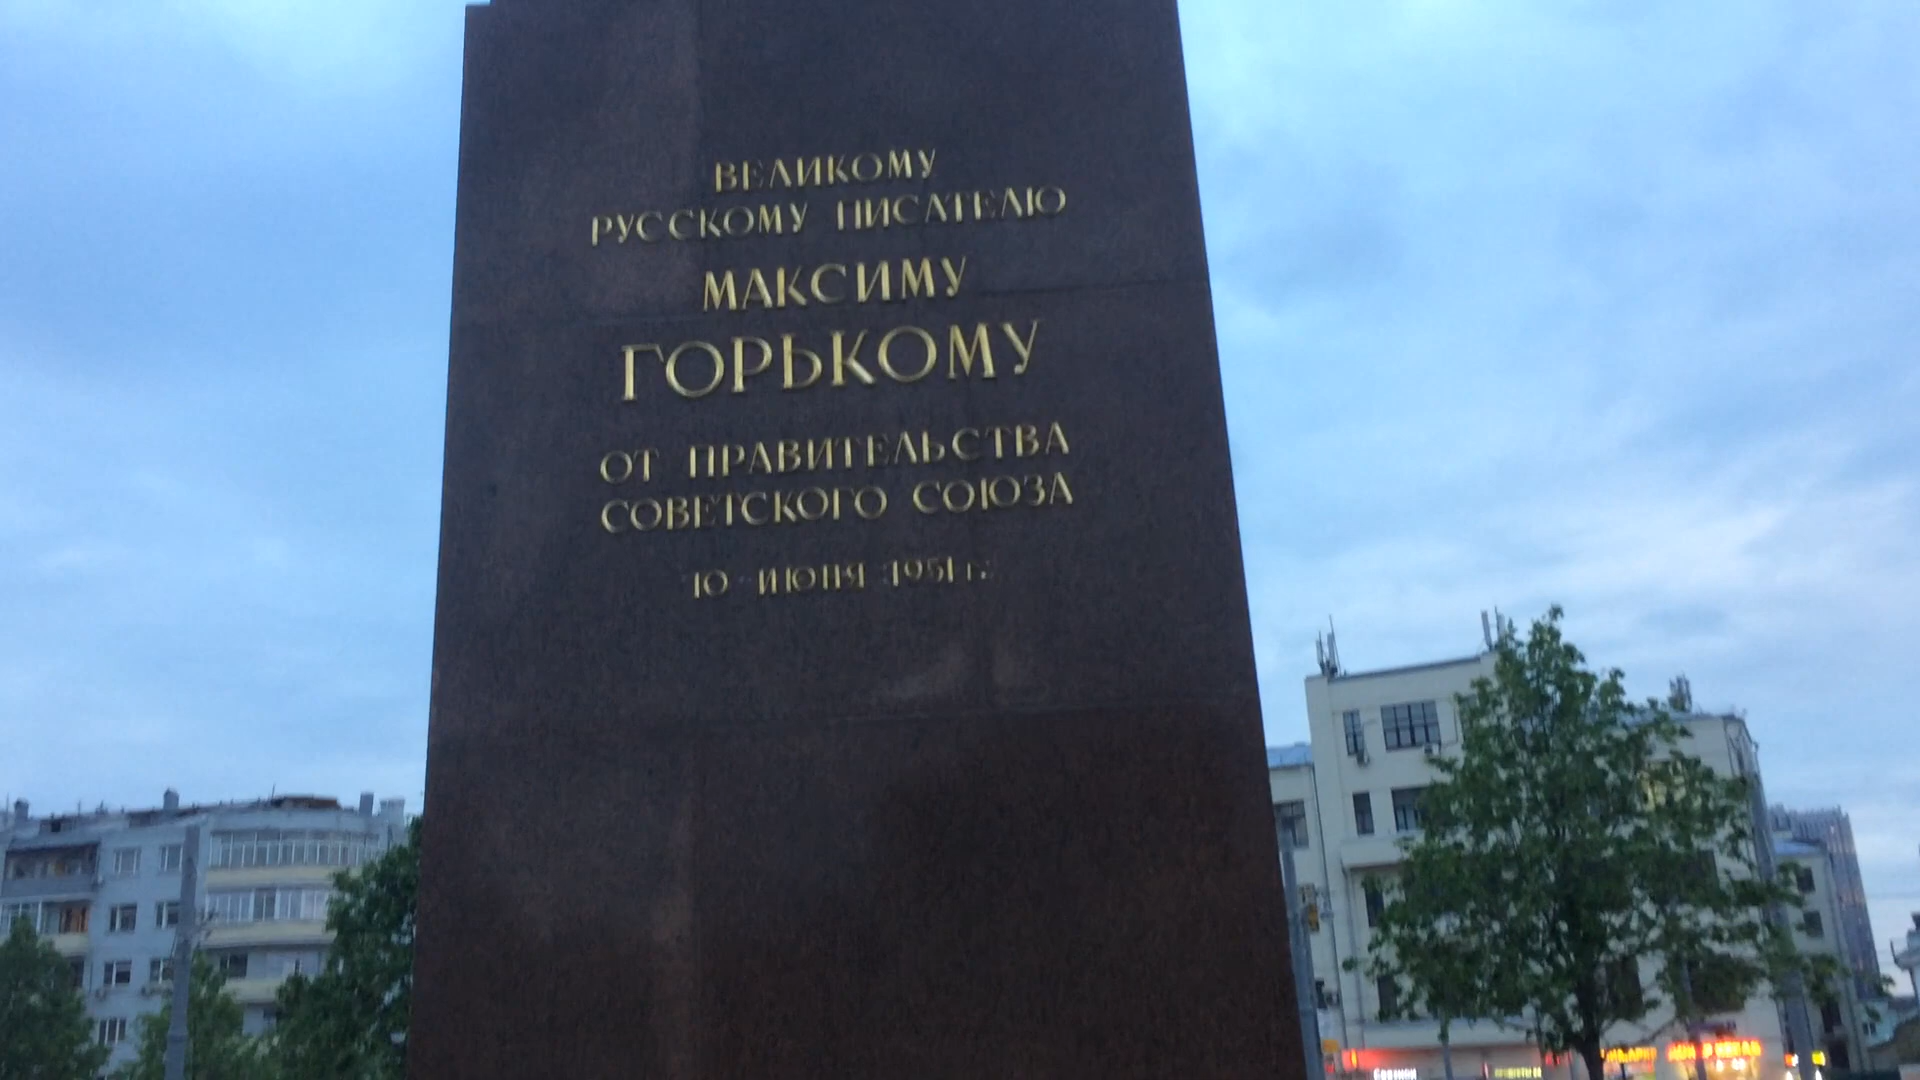 ВЕЛИКОМУ
РУССКОМУ ПИСАТЕЛЮ
МАКСИМУ
ГОРЬКОМУ
ОТ ПРАВИТЕЛЬСТВА
СОВЕТСКОГО СОЮЗА
10 ИЮНЯ 1951 г.